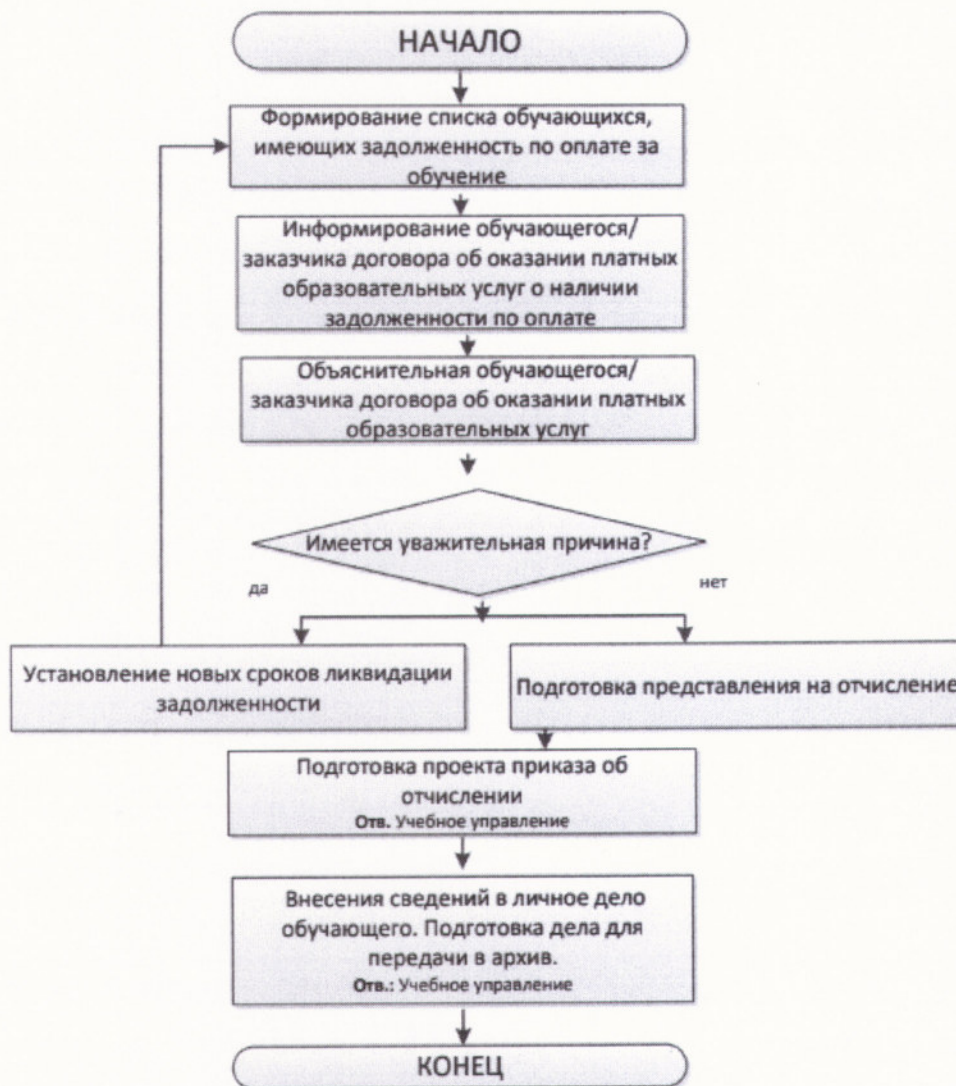 НАЧАЛО
Формирование списка обучающихся,
имеющих задолженность по оплате за
обучение
Информирование обучающегося/
заказчика договора об оказании платных
образовательных услуг о наличии
задолженности по оплате
Объяснительная обучающегося/
заказчика договора об оказании платных
образовательных услуг
Имеется уважительная причина?
да
нет
Установление новых сроков ликвидации
задолженности
Подготовка представления на отчисление
Подготовка проекта приказа об
отчислении
Отв. Учебное управление
Внесения сведений в личное дело
обучающего. Подготовка дела для
передачи в архив.
Отв.: Учебное управление
КОНЕЦ